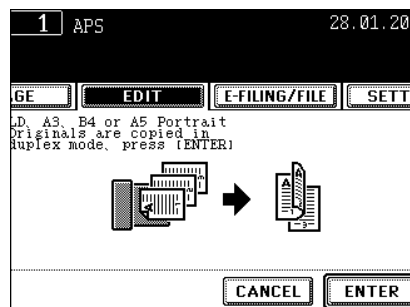 1 APS 28.01.20
.GE EDIT E-FILING/FILE SETT
LD, A3, B4 or A5 Portrait
Originals are copied in
duplex mode, press [ENTER]
CANCEL ENTER